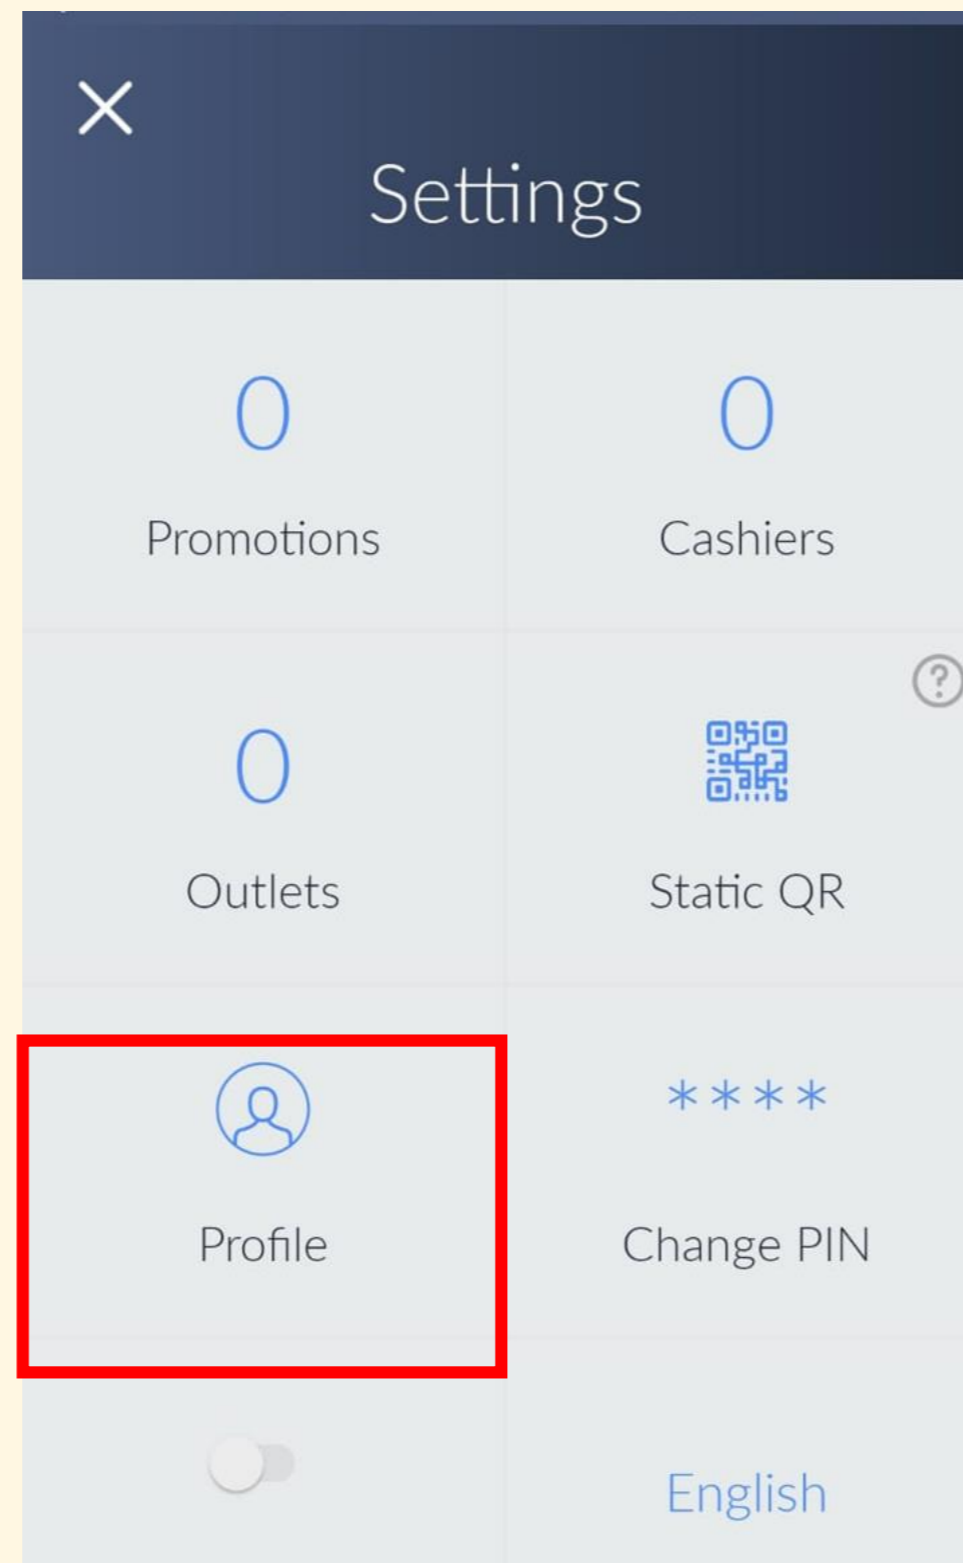 Settings
0
0
Promotions
Cashiers
?
0
Outlets
Static QR
****
Profile
Change PIN
English